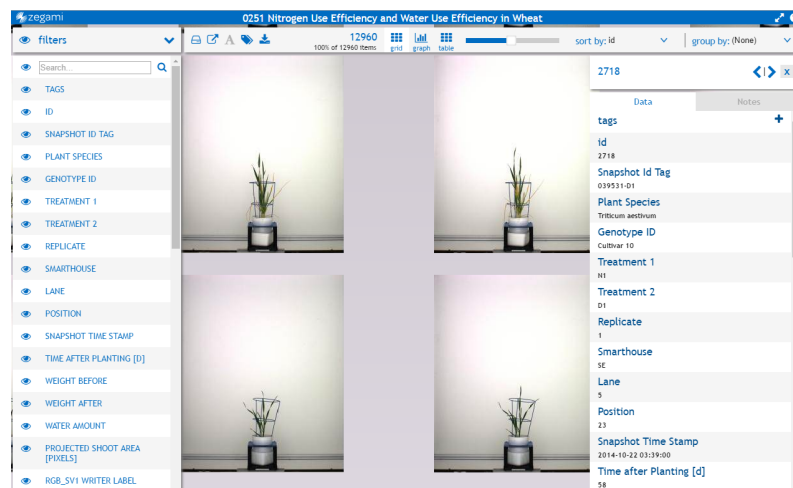 zegami
0251 Nitrogen Use Efficiency and Water Use Efficiency in Wheat
filters
A
12960
100% of 12960 Items
grid
graph
table
sort by: id
group by: (None)
Search...
TAGS
ID
SNAPSHOT ID TAG
PLANT SPECIES
GENOTYPE ID
TREATMENT 1
TREATMENT 2
REPLICATE
SMARTHOUSE
LANE
POSITION
SNAPSHOT TIME STAMP
TIME AFTER PLANTING [D]
WEIGHT BEFORE
WEIGHT AFTER
WATER AMOUNT
PROJECTED SHOOT AREA
[PIXELS]
RGB_SV1 WRITER LABEL
2718
X
Data
Notes
tags
id
2718
Snapshot Id Tag
039531-D1
Plant Species
Triticum aestivum
Genotype ID
Cultivar 10
Treatment 1
N1
Treatment 2
D1
Replicate
1
Smarthouse
SE
Lane
5
Position
23
Snapshot Time Stamp
2014-10-22 03:39:00
Time after Planting [d]
58